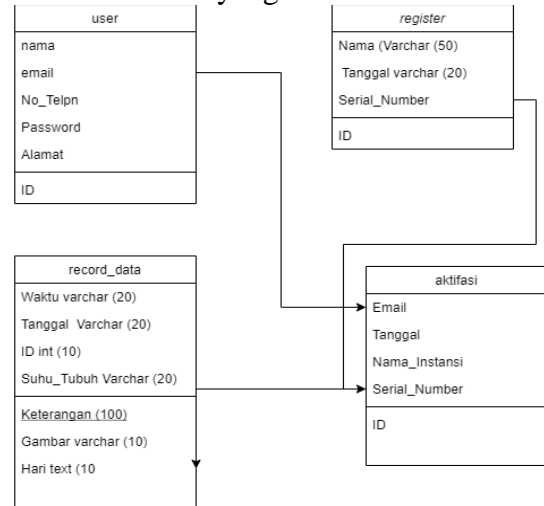 user
nama
email
No_Telpn
Password
Alamat
ID
register
Nama (Varchar (50)
Tanggal varchar (20)
Serial_Number
ID
record_data
Waktu varchar (20)
Tanggal Varchar (20)
ID int (10)
Suhu_Tubuh Varchar (20)
Keterangan (100)
Gambar varchar (10)
Hari text (10
aktifasi
Email
Tanggal
Nama_Instansi
Serial_Number
ID